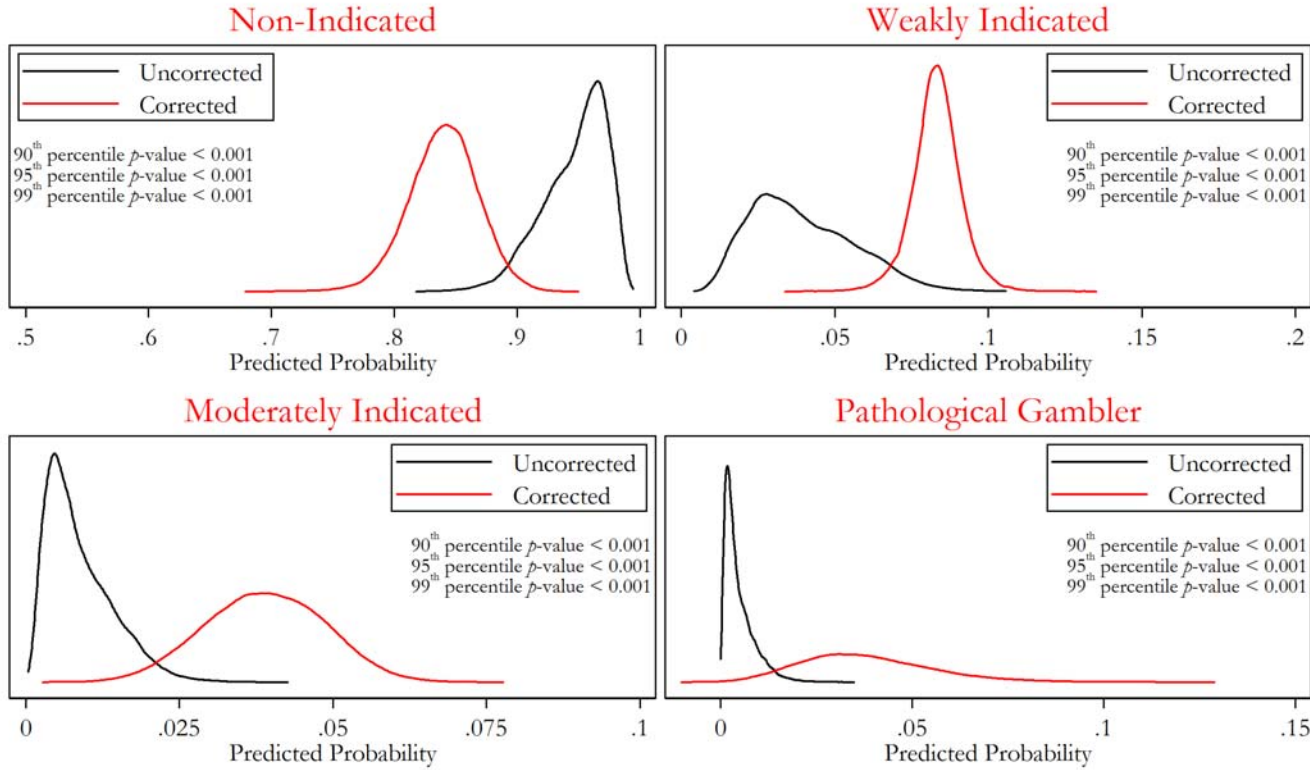 Non-Indicated
Uncorrected
Corrected
90th percentile p-value < 0.001
95th percentile p-value < 0.001
99th percentile p-value < 0.001
.5 .6 .7 .8 .9 1
Predicted Probability
Weakly Indicated
Uncorrected
Corrected
90th percentile p-value < 0.001
95th percentile p-value < 0.001
99th percentile p-value < 0.001
0 .05 .1 .15 .2
Predicted Probability
Moderately Indicated
Uncorrected
Corrected
90th percentile p-value < 0.001
95th percentile p-value < 0.001
99th percentile p-value < 0.001
0 .025 .05 .075 .1
Predicted Probability
Pathological Gambler
Uncorrected
Corrected
90th percentile p-value < 0.001
95th percentile p-value < 0.001
99th percentile p-value < 0.001
0 .05 .1 .15
Predicted Probability